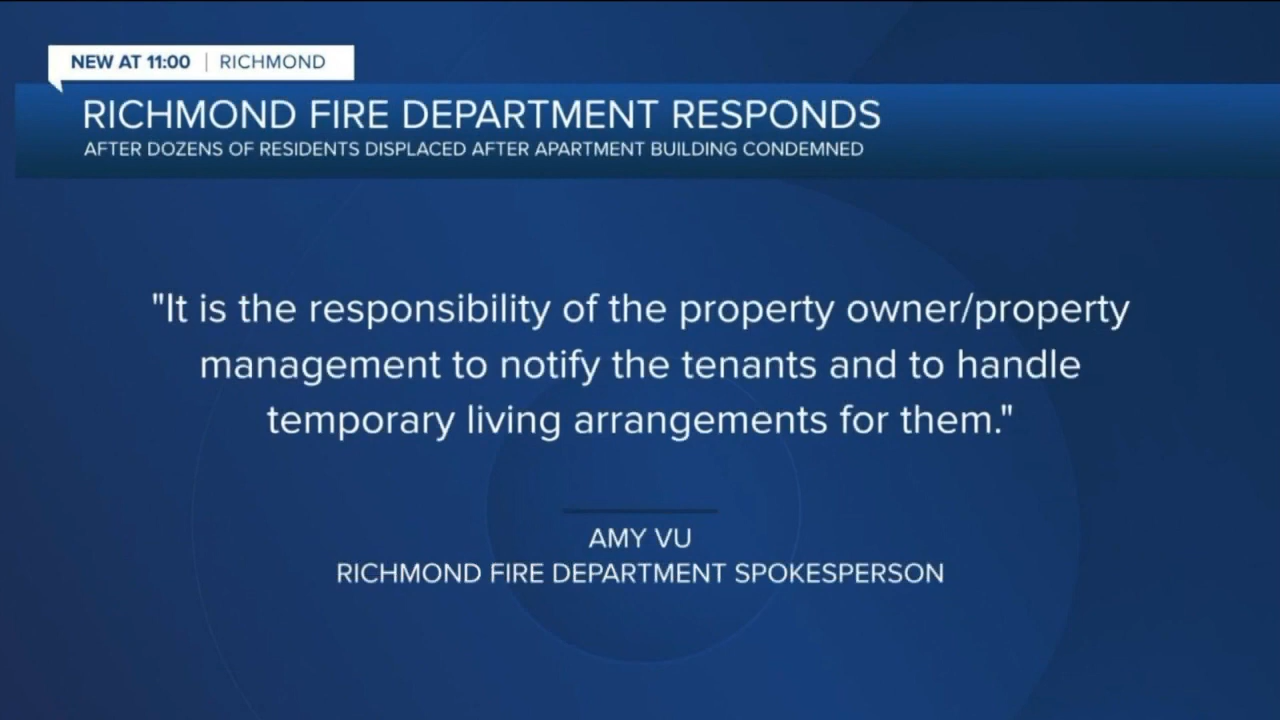 NEW AT 11:00 | RICHMOND
RICHMOND FIRE DEPARTMENT RESPONDS
AFTER DOZENS OF RESIDENTS DISPLACED AFTER APARTMENT BUILDING CONDEMNED
"It is the responsibility of the property owner/property
management to notify the tenants and to handle
temporary living arrangements for them."
AMY VU
RICHMOND FIRE DEPARTMENT SPOKESPERSON